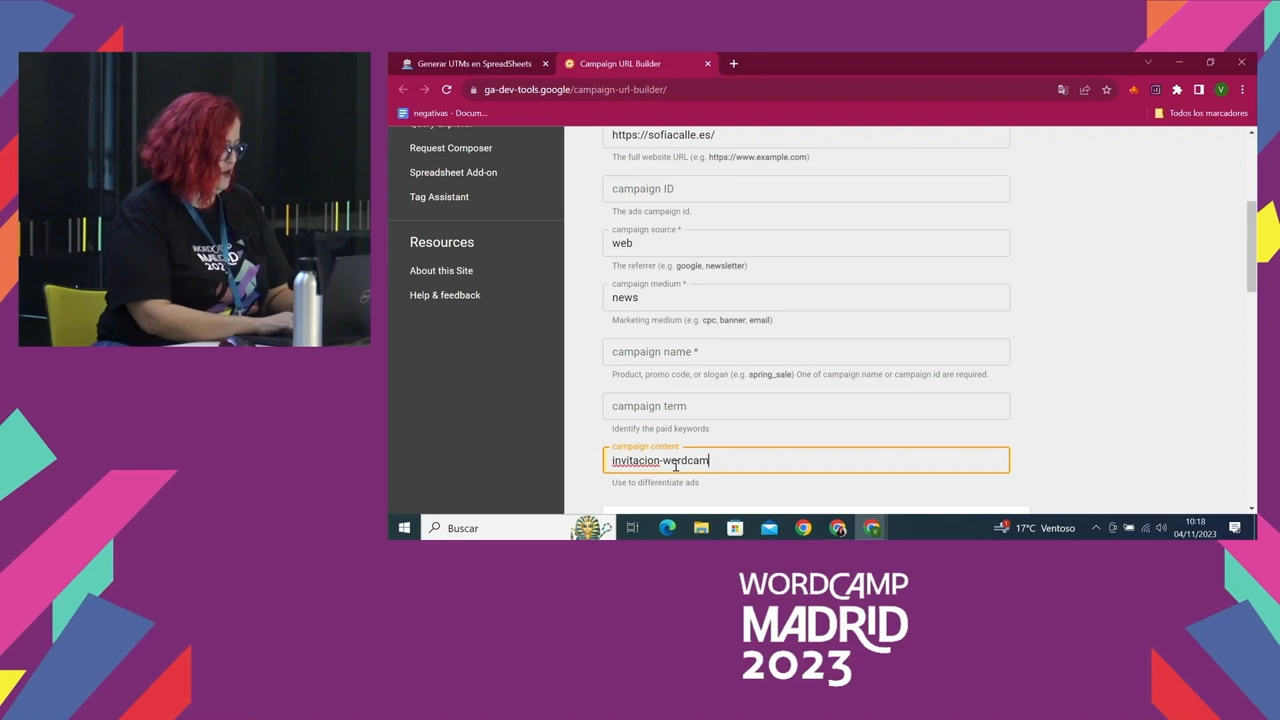 Generar UTMs en SpreadSheets
Campaign URL Builder
ga-dev-tools.google/campaign-url-builder/
negativas - Docum...
Todos los marcadores
Request Composer
Spreadsheet Add-on
Tag Assistant
Resources
About this Site
Help & feedback
https://sofiacalle.es/
The full website URL (e.g. https://www.example.com)
campaign ID
The ads campaign id.
campaign source *
web
The referrer (e.g. google, newsletter)
campaign medium *
news
Marketing medium (e.g. cpc, banner, email)
campaign name *
Product, promo code, or slogan (e.g. spring_sale) One of campaign name or campaign id are required.
campaign term
Identify the paid keywords
campaign content
invitacion-wordcam
Use to differentiate ads
Buscar
17°C Ventoso
10:18
04/11/2023
WORDCAMP
MADRID
WORDCAMP
MADRID
2023